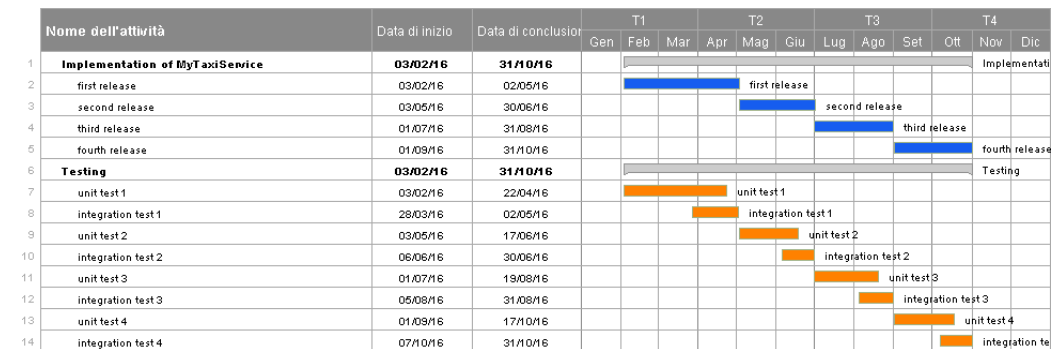 Nome dell'attività Data di inizio Data di conclusion T1 T2 T3 T4
Gen Feb Mar Apr Mag Giu Lug Ago Set Ott Nov Dic
1 Implementation of MyTaxiService 03/02/16 31/10/16 Implementati
2 first release 03/02/16 02/05/16 first release
3 second release 03/05/16 30/06/16 second release
4 third release 01/07/16 31/08/16 third release
5 fourth release 01/09/16 31/10/16 fourth release
6 Testing 03/02/16 31/10/16 Testing
7 unit test 1 03/02/16 22/04/16 unit test 1
8 integration test 1 28/03/16 02/05/16 integration test 1
9 unit test 2 03/05/16 17/06/16 unit test 2
10 integration test 2 06/06/16 30/06/16 integration test 2
11 unit test 3 01/07/16 19/08/16 unit test 3
12 integration test 3 05/08/16 31/08/16 integration test 3
13 unit test 4 01/09/16 17/10/16 unit test 4
14 integration test 4 07/10/16 31/10/16 integration te